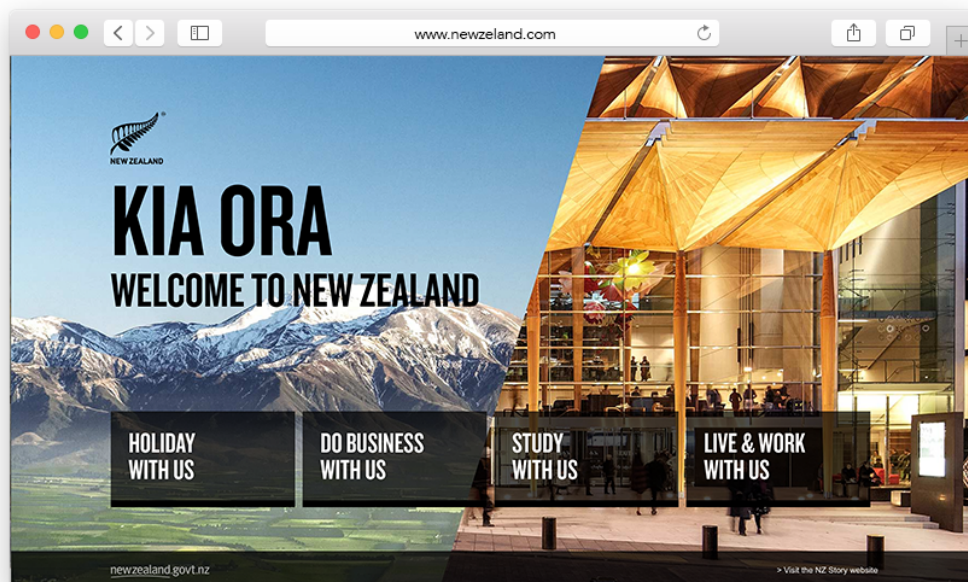 www.newzeland.com
NEW ZEALAND
KIA ORA
WELCOME TO NEW ZEALAND
HOLIDAY
WITH US
DO BUSINESS
WITH US
STUDY
WITH US
LIVE & WORK
WITH US
newzealand.govt.nz
> Visit the NZ Story website